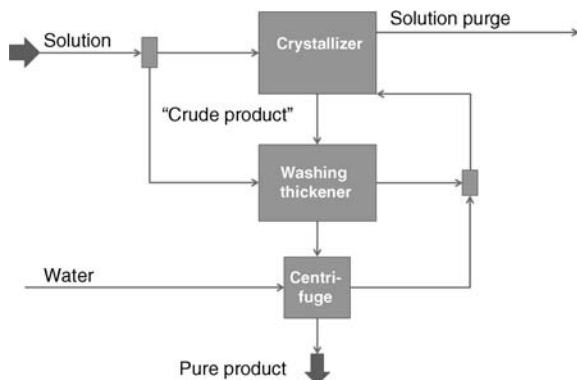 Solution purge
Solution
Crystallizer
“Crude product”
Washing
thickener
Water
Centri-
fuge
Pure product